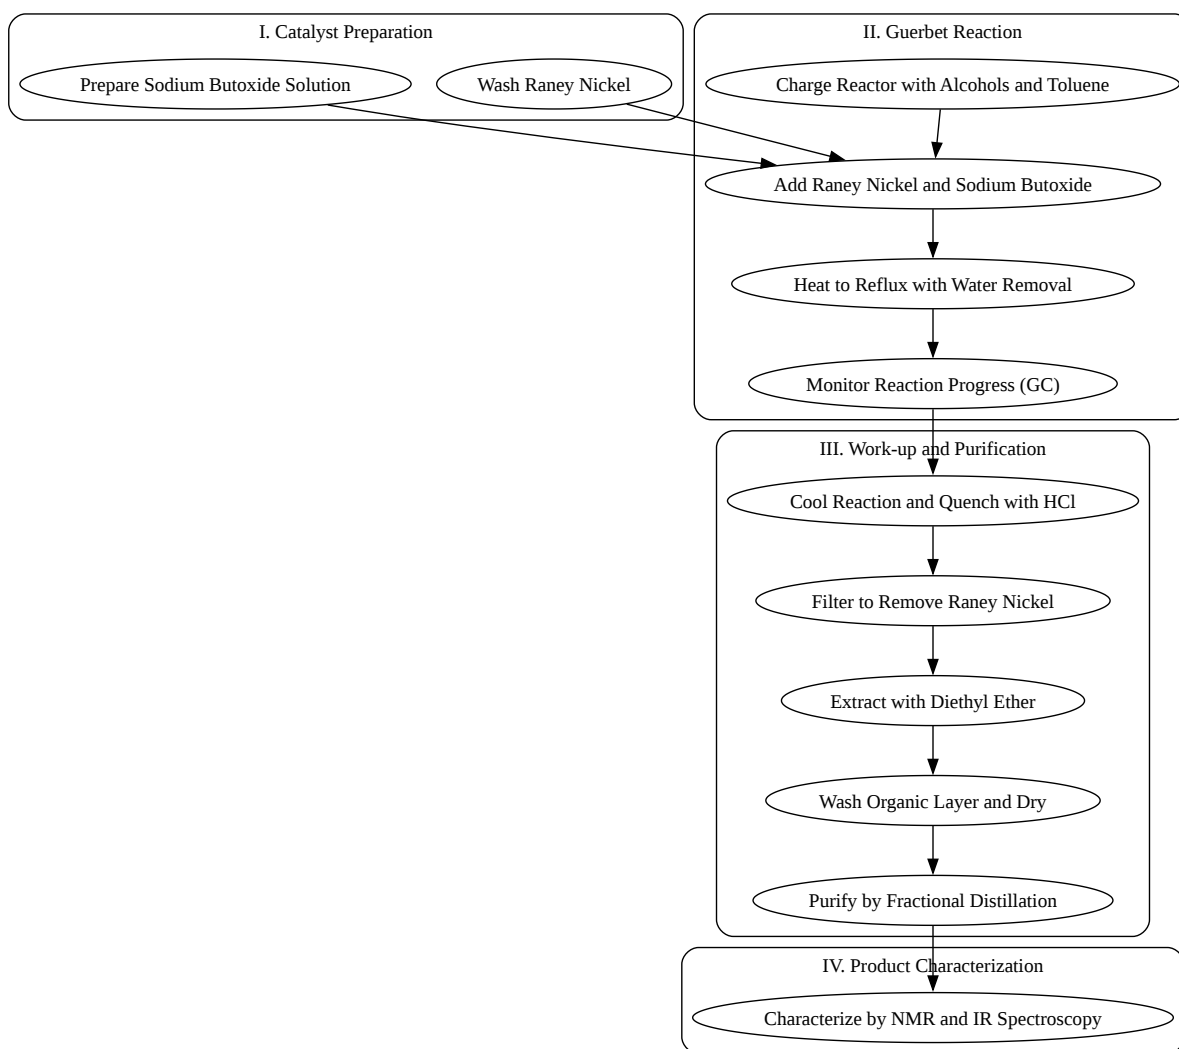 I. Catalyst Preparation
Prepare Sodium Butoxide Solution
Wash Raney Nickel
II. Guerbet Reaction
Charge Reactor with Alcohols and Toluene
Add Raney Nickel and Sodium Butoxide
Heat to Reflux with Water Removal
Monitor Reaction Progress (GC)
III. Work-up and Purification
Cool Reaction and Quench with HCl
Filter to Remove Raney Nickel
Extract with Diethyl Ether
Wash Organic Layer and Dry
Purify by Fractional Distillation
IV. Product Characterization
Characterize by NMR and IR Spectroscopy